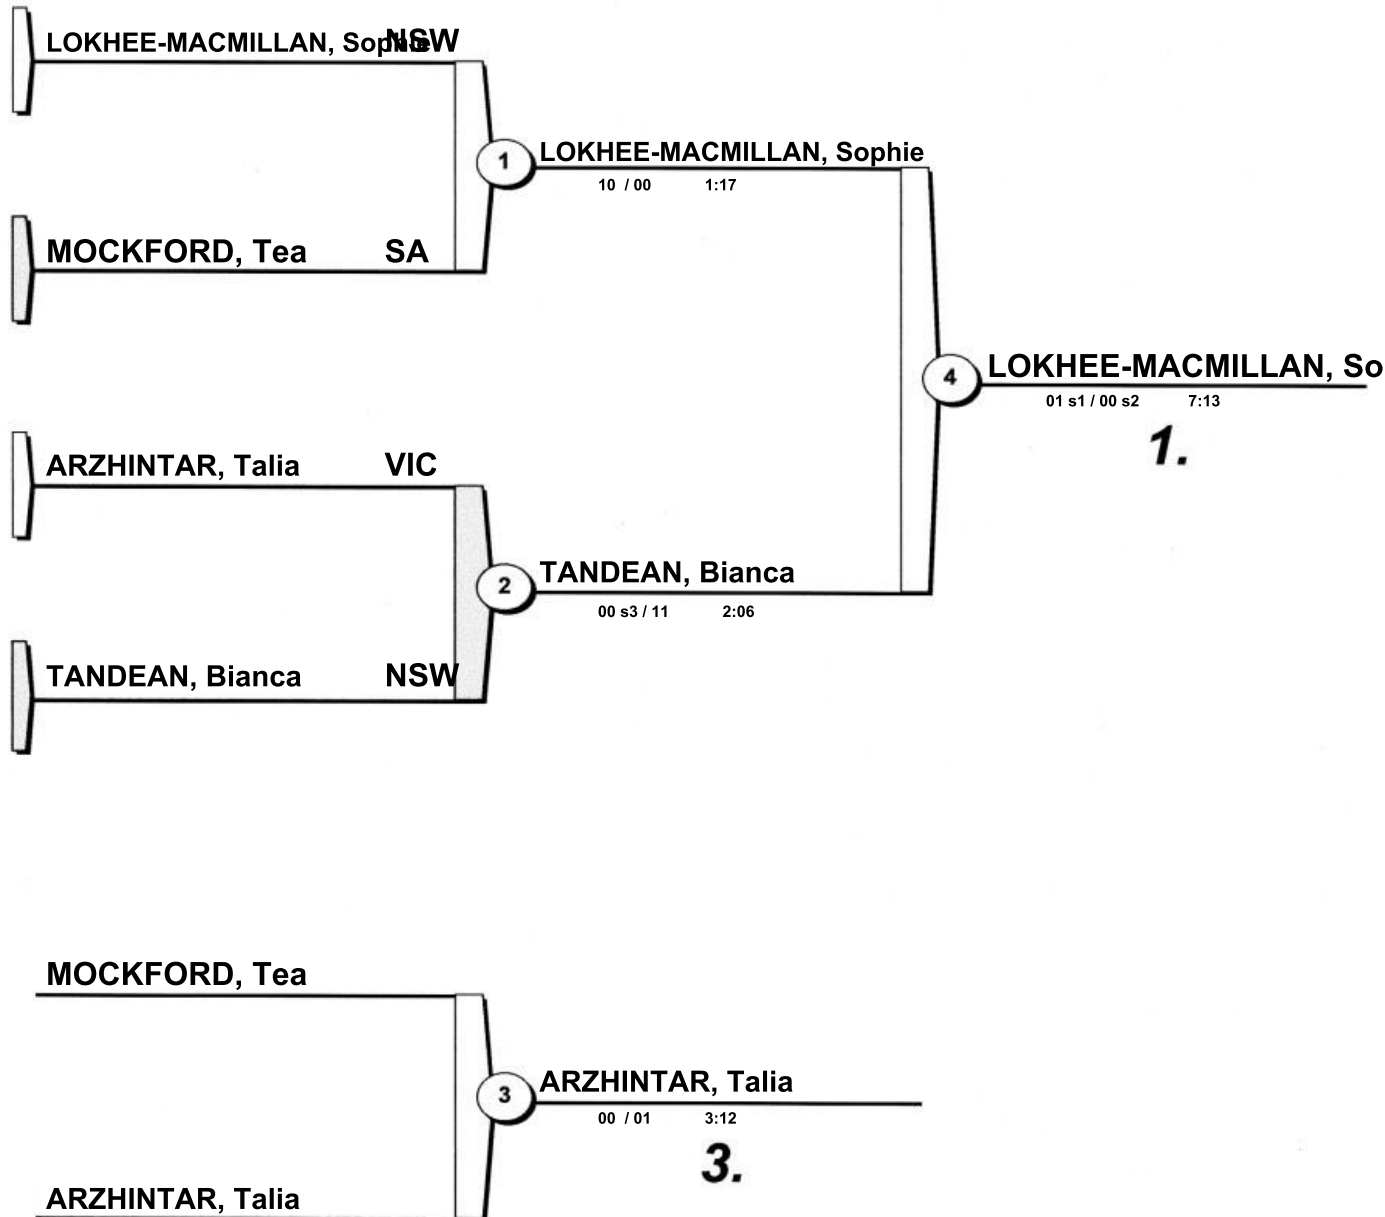 LOKHEE-MACMILLAN, Sophie NSW
1 LOKHEE-MACMILLAN, Sophie
10 / 00 1:17
MOCKFORD, Tea SA
4 LOKHEE-MACMILLAN, So
01 s1 / 00 s2 7:13
1.
ARZHINTAR, Talia VIC
2 TANDEAN, Bianca
00 s3 / 11 2:06
TANDEAN, Bianca NSW
MOCKFORD, Tea
3 ARZHINTAR, Talia
00 / 01 3:12
3.
ARZHINTAR, Talia